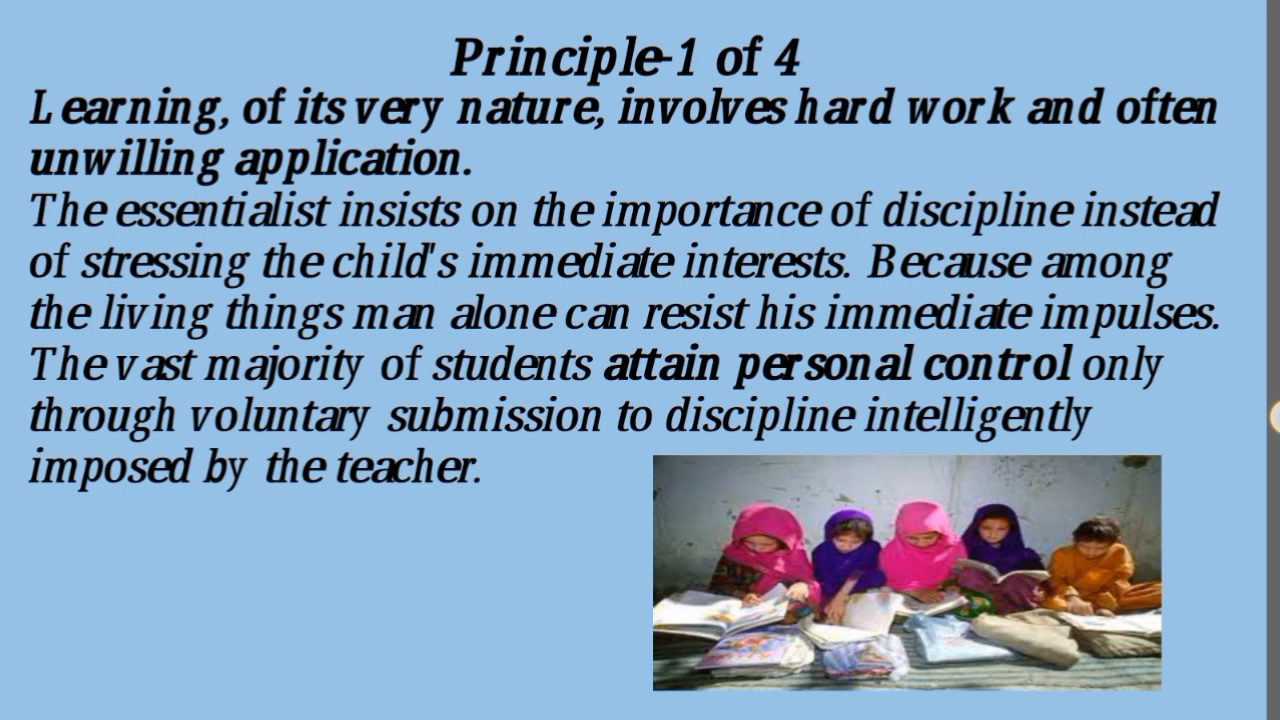 Principle-1 of 4
Learning, of its very nature, involves hard work and often
unwilling application.
The essentialist insists on the importance of discipline instead
of stressing the child's immediate interests. Because among
the living things man alone can resist his immediate impulses.
The vast majority of students attain personal control only
through voluntary submission to discipline intelligently
imposed by the teacher.